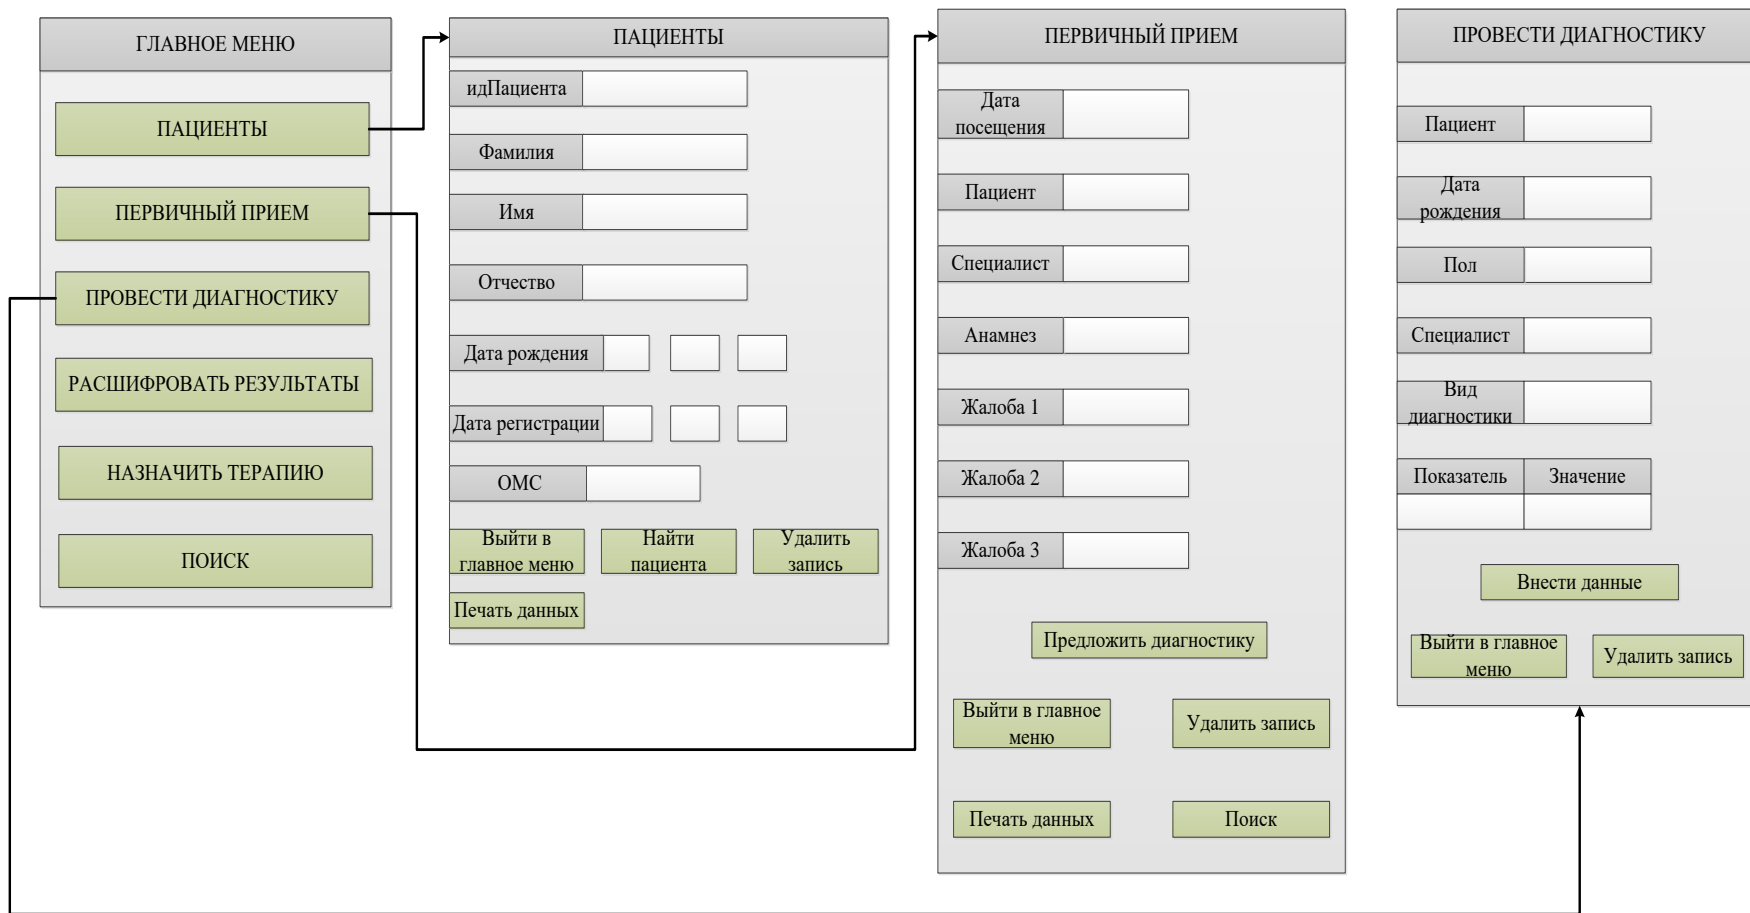 ГЛАВНОЕ МЕНЮ
ПАЦИЕНТЫ
ПЕРВИЧНЫЙ ПРИЕМ
ПРОВЕСТИ ДИАГНОСТИКУ
РАСШИФРОВАТЬ РЕЗУЛЬТАТЫ
НАЗНАЧИТЬ ТЕРАПИЮ
ПОИСК
ПАЦИЕНТЫ
идПациента
Фамилия
Имя
Отчество
Дата рождения
Дата регистрации
ОМС
Выйти в
главное меню
Найти
пациента
Удалить
запись
Печать данных
ПЕРВИЧНЫЙ ПРИЕМ
Дата
посещения
Пациент
Специалист
Анамнез
Жалоба 1
Жалоба 2
Жалоба 3
Предложить диагностику
Выйти в главное
меню
Удалить запись
Печать данных
Поиск
ПРОВЕСТИ ДИАГНОСТИКУ
Пациент
Дата
рождения
Пол
Специалист
Вид
диагностики
Показатель
Значение
Внести данные
Выйти в главное
меню
Удалить запись